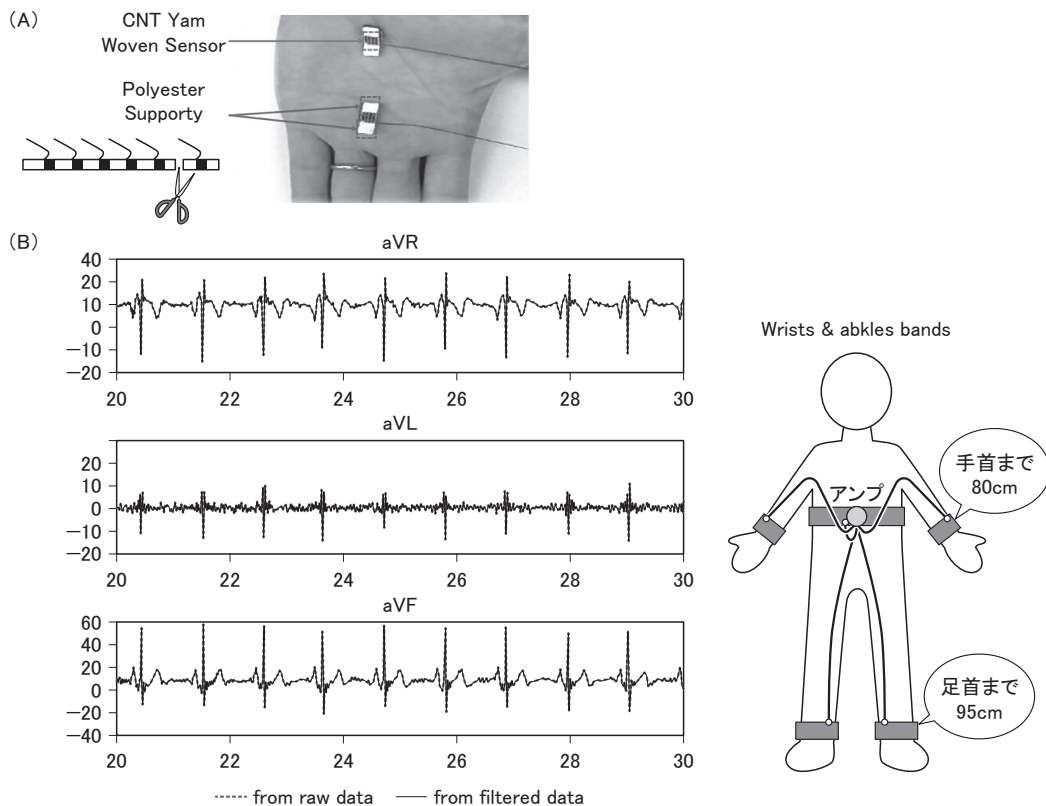 (A)
CNT Yam
Woven Sensor
Polyester
Supporty
(B)
aVR
40
20
10
0
−10
−20
20 22 24 26 28 30
aVL
20
10
0
−10
−20
20 22 24 26 28 30
aVF
60
40
20
0
−20
−40
20 22 24 26 28 30
from raw data from filtered data
Wrists & abkles bands
アンプ
手首まで
80cm
足首まで
95cm